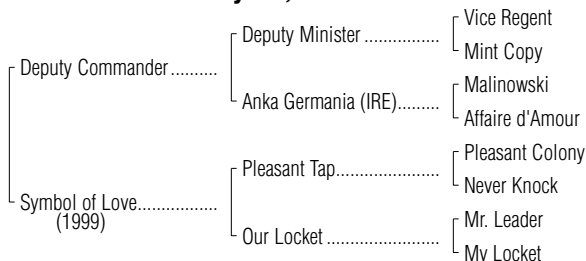 Vice Regent
Deputy Minister ................
Mint Copy
Deputy Commander..........
Malinowski
Anka Germania (IRE).........
Affaire d'Amour
Pleasant Colony
Pleasant Tap......................
Never Knock
Symbol of Love.................
(1999)
Mr. Leader
Our Locket ........................
My Locket